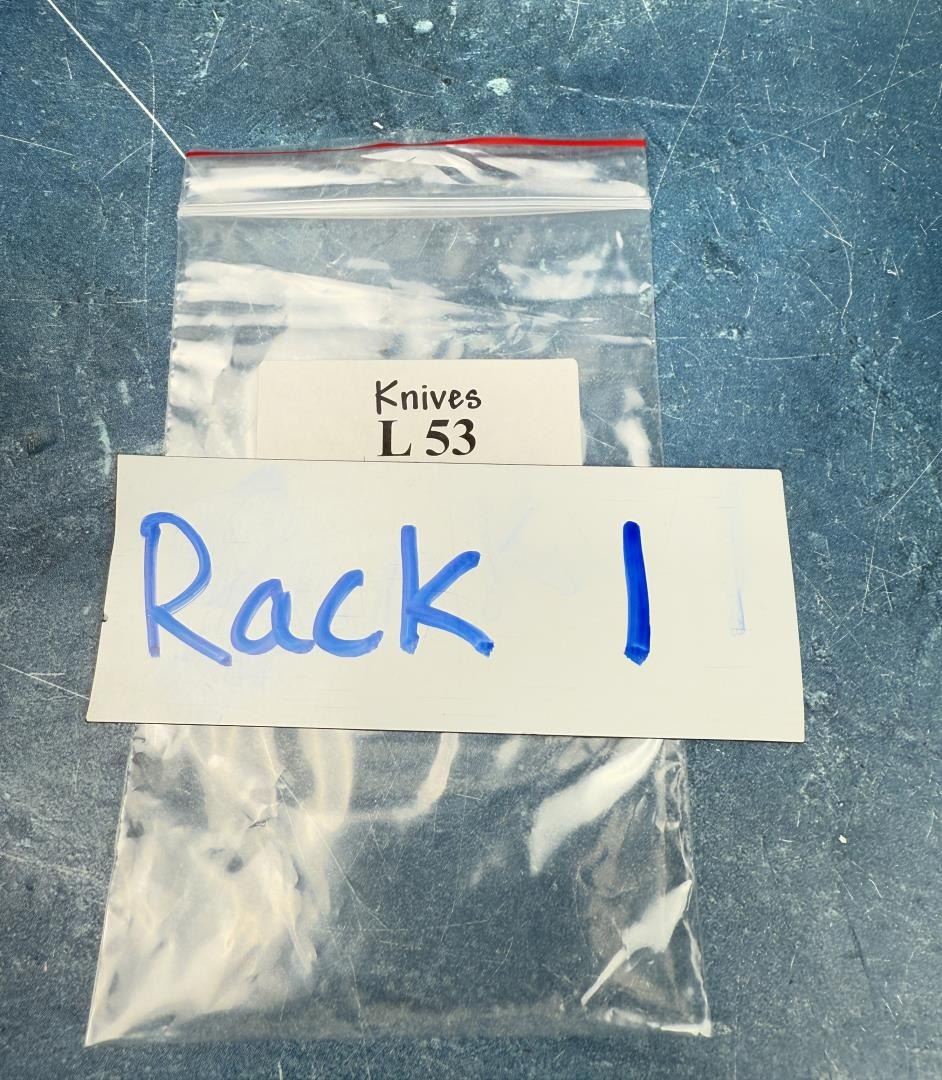 Knives
L 53
Rack 1